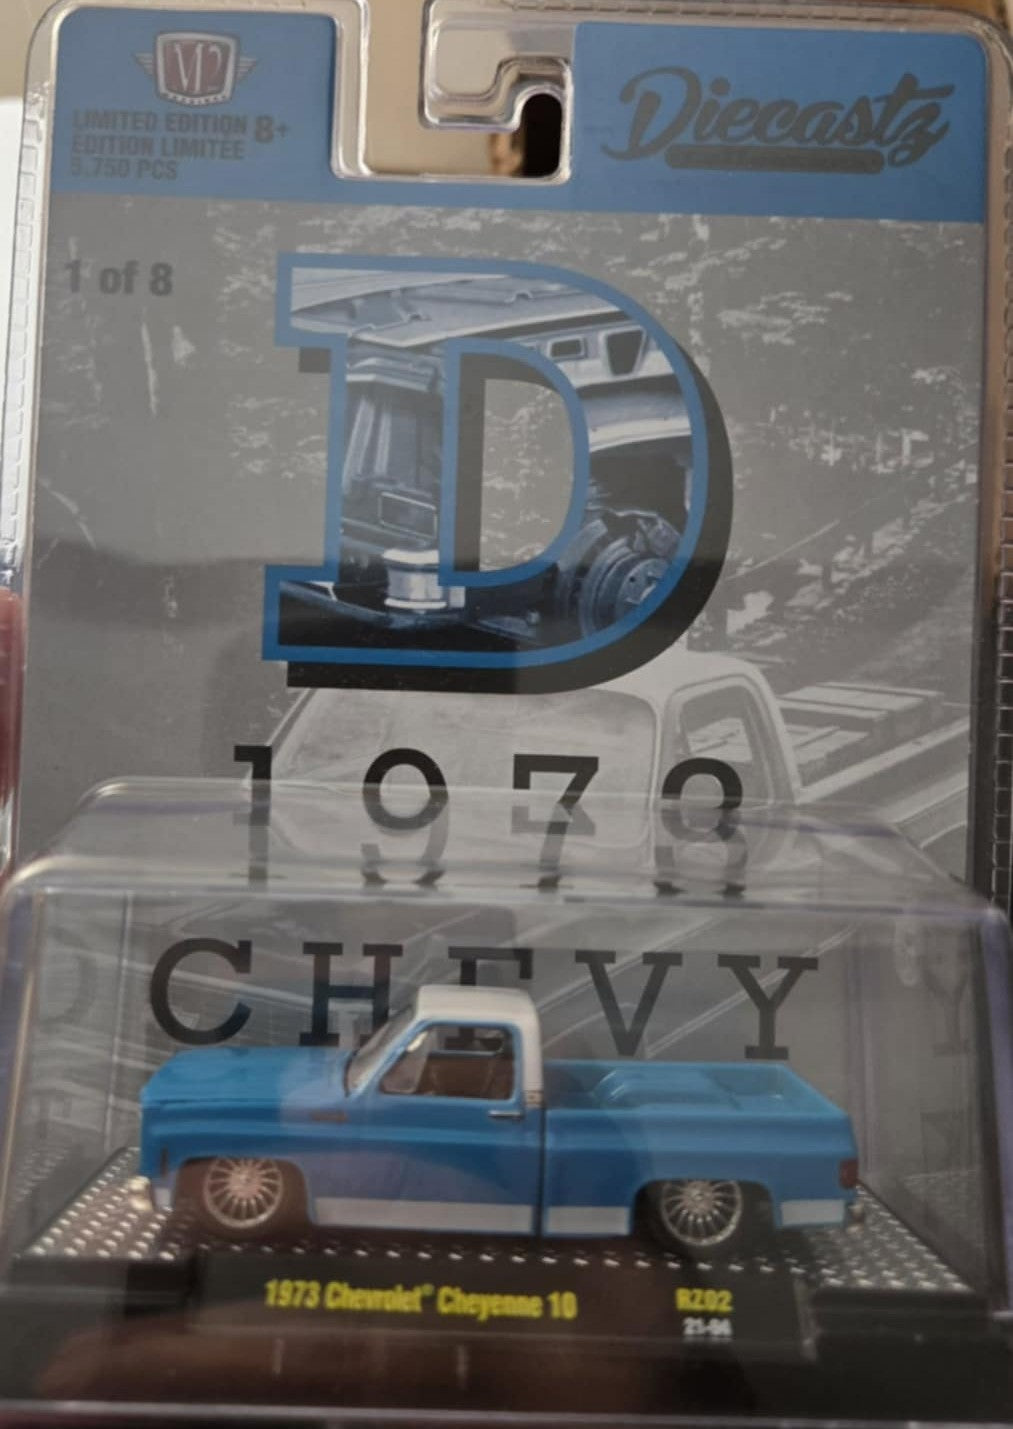 M2
LIMITED EDITION 8+
EDITION LIMITEE
5,750 PCS
Diecastz
1 of 8
D
1973
CHEVY
1973 Chevrolet® Cheyenne 10 RZ02
21-04